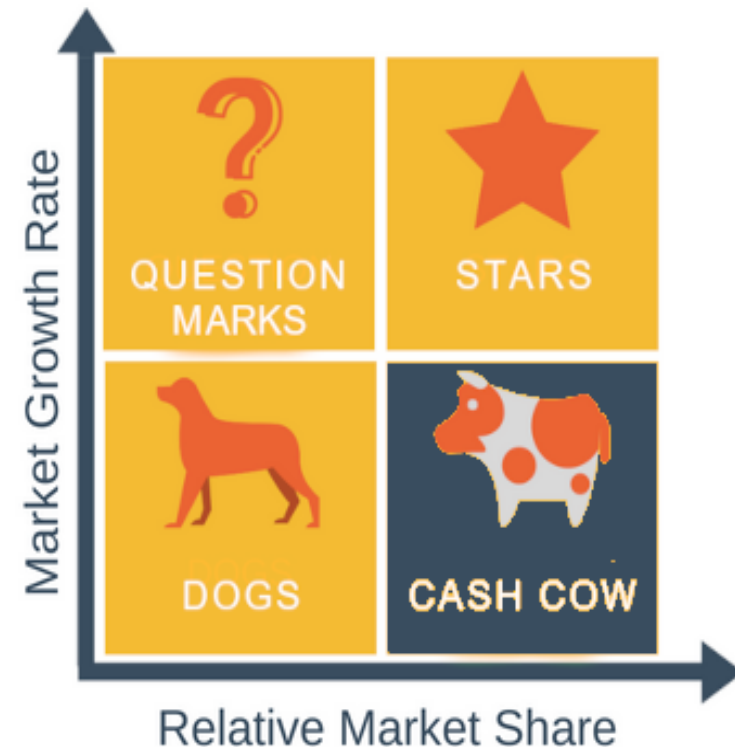 Market Growth Rate
?
QUESTION
MARKS
STARS
DOGS
CASH COW
Relative Market Share